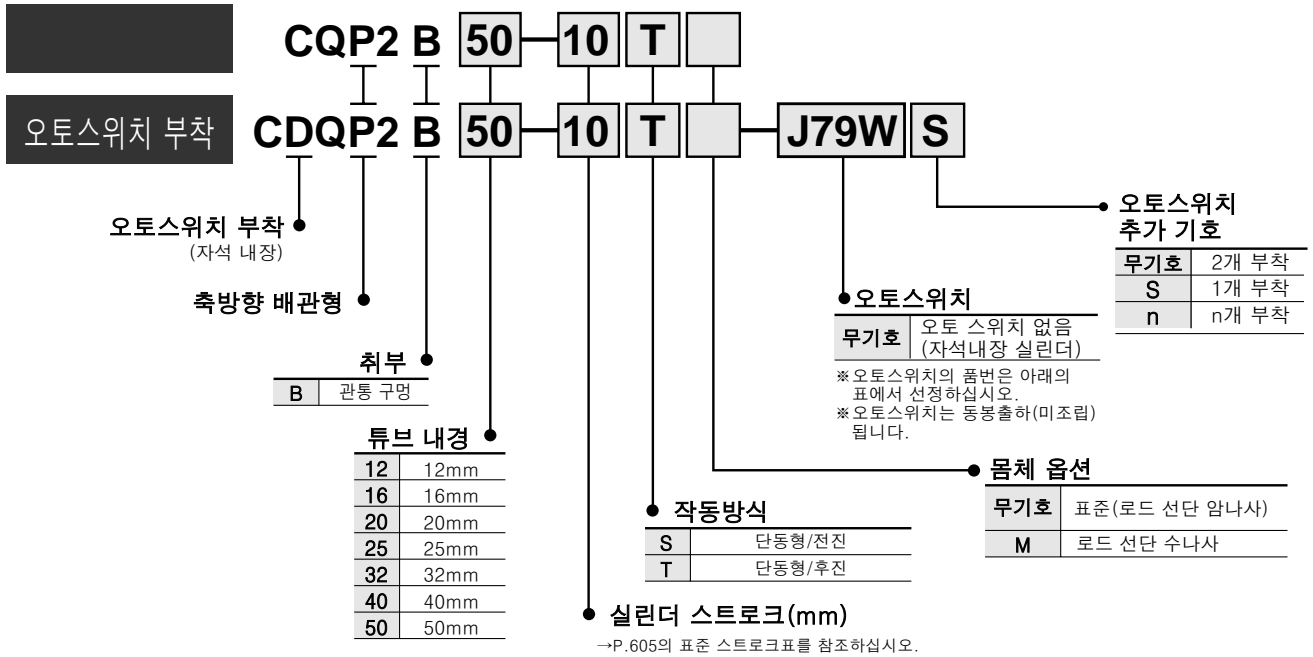 CQP2 B 50-10 T
오토스위치 부착 CDQP2 B 50-10 T - J79W S
오토스위치 부착
(자석 내장)
축방향 배관형
취부
B 관통 구멍
튜브 내경
12 12mm
16 16mm
20 20mm
25 25mm
32 32mm
40 40mm
50 50mm
실린더 스트로크(mm)
→P.605의 표준 스트로크표를 참조하십시오.
작동방식
S 단동형/전진
T 단동형/후진
몸체 옵션
무기호 표준(로드 선단 암나사)
M 로드 선단 수나사
오토스위치
무기호 오토 스위치 없음
(자석내장 실린더)
※오토스위치의 품번은 아래의
표에서 선정하십시오.
※오토스위치는 동봉출하(미조립)
됩니다.
오토스위치
추가 기호
무기호 2개 부착
S 1개 부착
n n개 부착